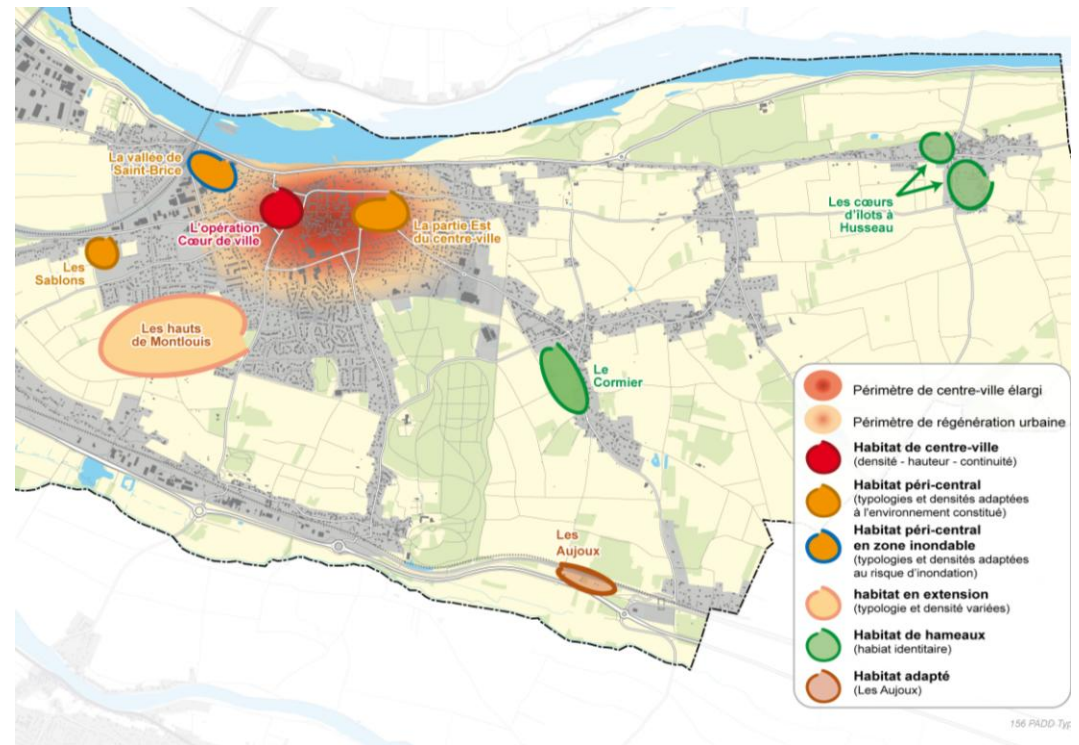 La vallée de
Saint-Brice
L'opération
Cœur de ville
La partie Est
du centre-ville
Les
Sablons
Les hauts
de Montlouis
Les cœurs
d'îlots à
Husseau
Le
Cormier
Les
Aujoux
Périmètre de centre-ville élargi
Périmètre de régénération urbaine
Habitat de centre-ville
(densité - hauteur - continuité)
Habitat péri-central
(typologies et densités adaptées
à l'environnement constitué)
Habitat péri-central
en zone inondable
(typologies et densités adaptées
au risque d'inondation)
habitat en extension
(typologie et densité variées)
Habitat de hameaux
(habiat identitaire)
Habitat adapté
(Les Aujoux)
156 PADD-Typ